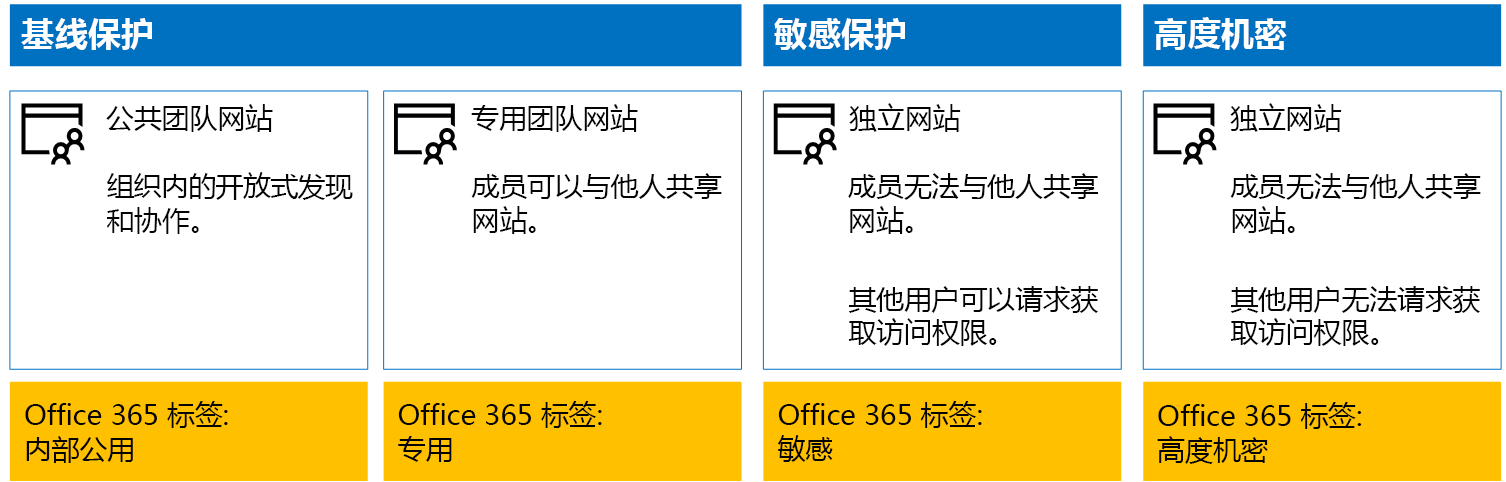 基线保护
敏感保护
高度机密
公共团队网站
组织内的开放式发现
和协作。
专用团队网站
成员可以与他人共享
网站。
独立网站
成员无法与他人共享
网站。
其他用户可以请求获
取访问权限。
独立网站
成员无法与他人共享
网站。
其他用户无法请求获
取访问权限。
Office 365 标签:
内部公用
Office 365 标签:
专用
Office 365 标签:
敏感
Office 365 标签:
高度机密